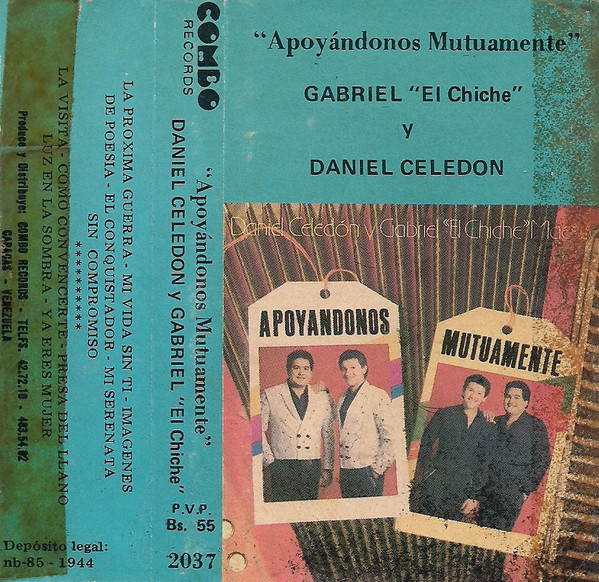 “Apoyándonos Mutuamente”
GABRIEL “El Chiche”
y
DANIEL CELEDON
Daniel Celedón y Gabriel "El Chiche" Maes
APOYANDONOS
MUTUAMENTE
COMBO
RECORDS
“Apoyándonos Mutuamente”
DANIEL CELEDON y GABRIEL “El Chiche”
P.V.P.
Bs. 55
2037
LA PROXIMA GUERRA - MI VIDA SIN TI - IMAGENES
DE POESIA - EL CONQUISTADOR - MI SERENATA
SIN COMPROMISO
**********
LA VISITA - COMO CONVENCERTE - PRESA DEL LLANO
LUZ EN LA SOMBRA - YA ERES MUJER
Produce y Distribuye: COMBO RECORDS - TELFS. 42.72.10 - 483.54.02
CARACAS - VENEZUELA
Depósito legal:
nb-85 - 1944